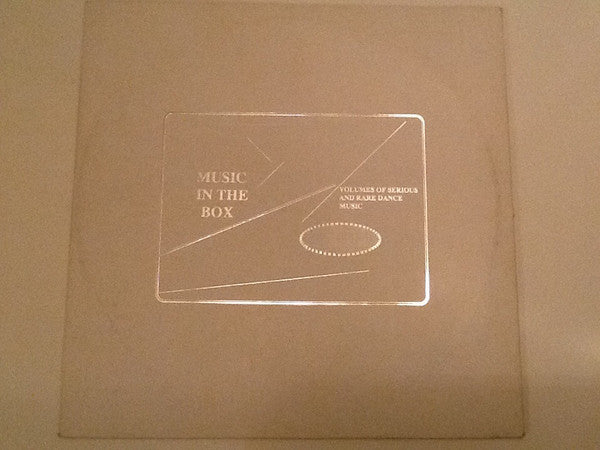 MUSIC
IN THE
BOX
VOLUMES OF SERIOUS
AND RARE DANCE
MUSIC